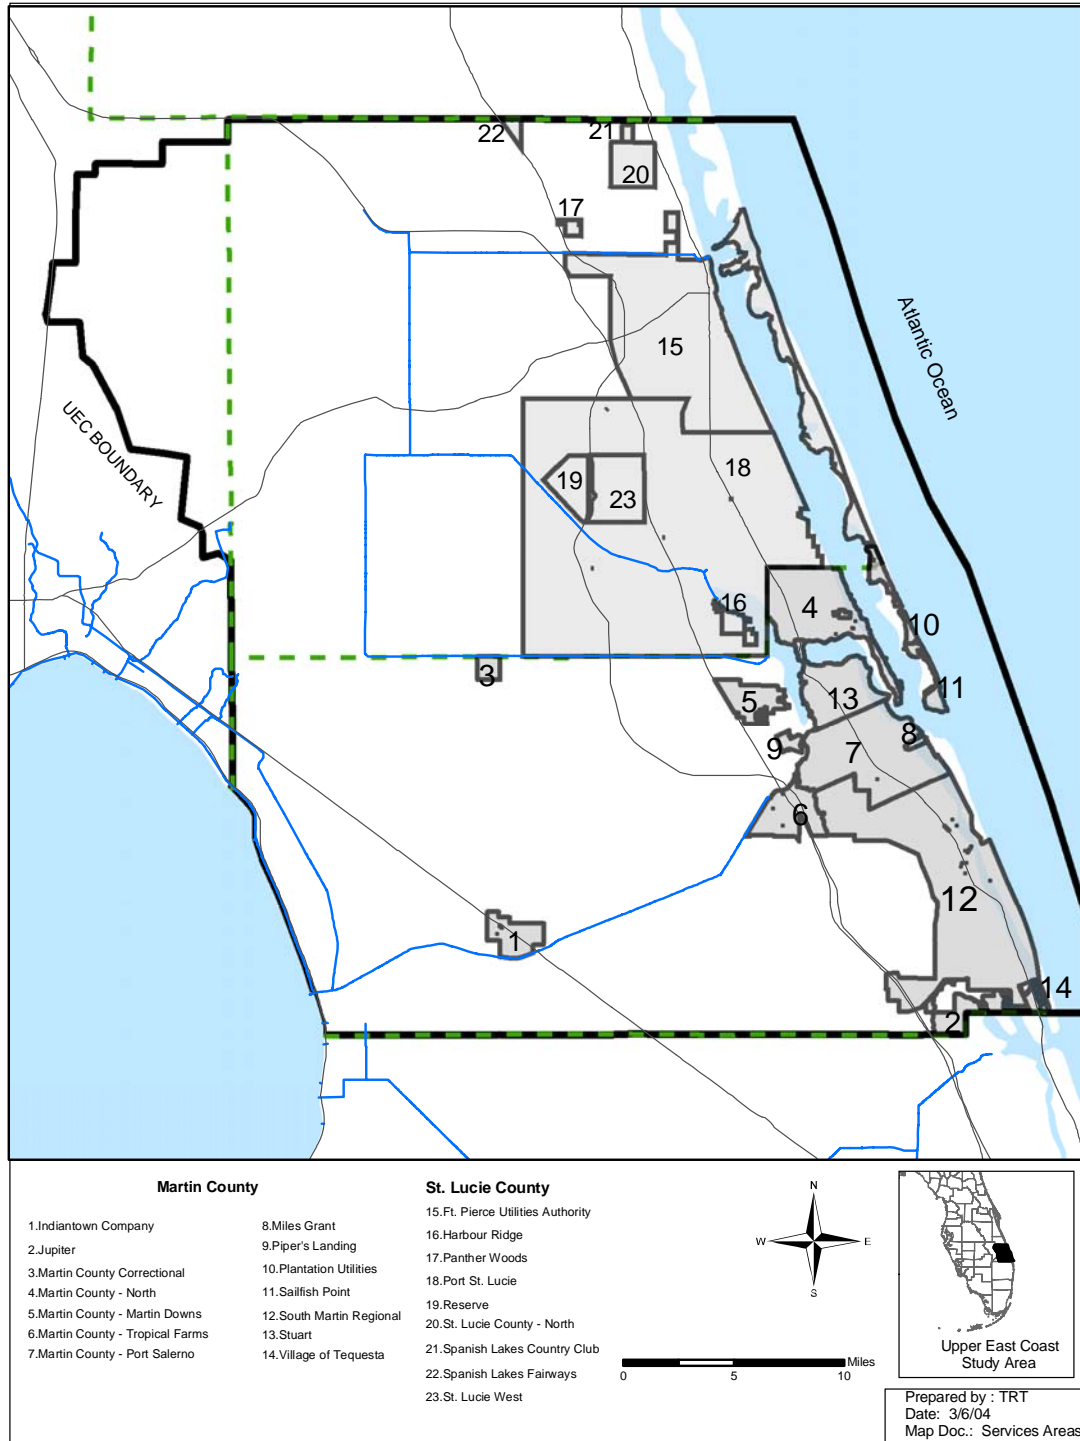 22
21
20
17
Atlantic Ocean
15
UEC BOUNDARY
18
19
23
16
4
10
3
5
13
11
9
7
8
6
12
1
14
2
Martin County
1.Indiantown Company
2.Jupiter
3.Martin County Correctional
4.Martin County - North
5.Martin County - Martin Downs
6.Martin County - Tropical Farms
7.Martin County - Port Salerno
8.Miles Grant
9.Piper's Landing
10.Plantation Utilities
11.Sailfish Point
12.South Martin Regional
13.Stuart
14.Village of Tequesta
St. Lucie County
15.Ft. Pierce Utilities Authority
16.Harbour Ridge
17.Panther Woods
18.Port St. Lucie
19.Reserve
20.St. Lucie County - North
21.Spanish Lakes Country Club
22.Spanish Lakes Fairways
23.St. Lucie West
N
W E
S
Miles
0 5 10
Upper East Coast
Study Area
Prepared by : TRT
Date: 3/6/04
Map Doc.: Services Areas